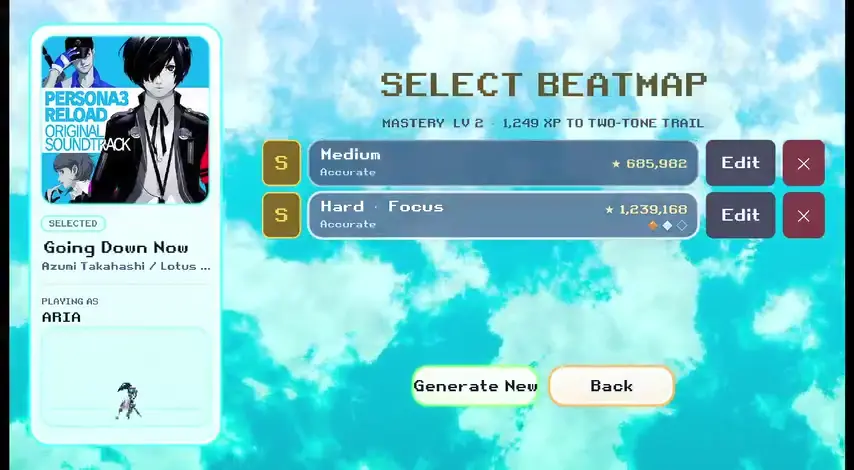 PERSONA3
RELOAD
ORIGINAL
SOUNDTRACK
SELECTED
Going Down Now
Azumi Takahashi / Lotus ...
PLAYING AS
ARIA
SELECT BEATMAP
MASTERY LV 2 · 1,249 XP TO TWO-TONE TRAIL
S
Medium
Accurate
★ 685,982
Edit
×
S
Hard · Focus
Accurate
★ 1,239,168
Edit
×
Generate New
Back